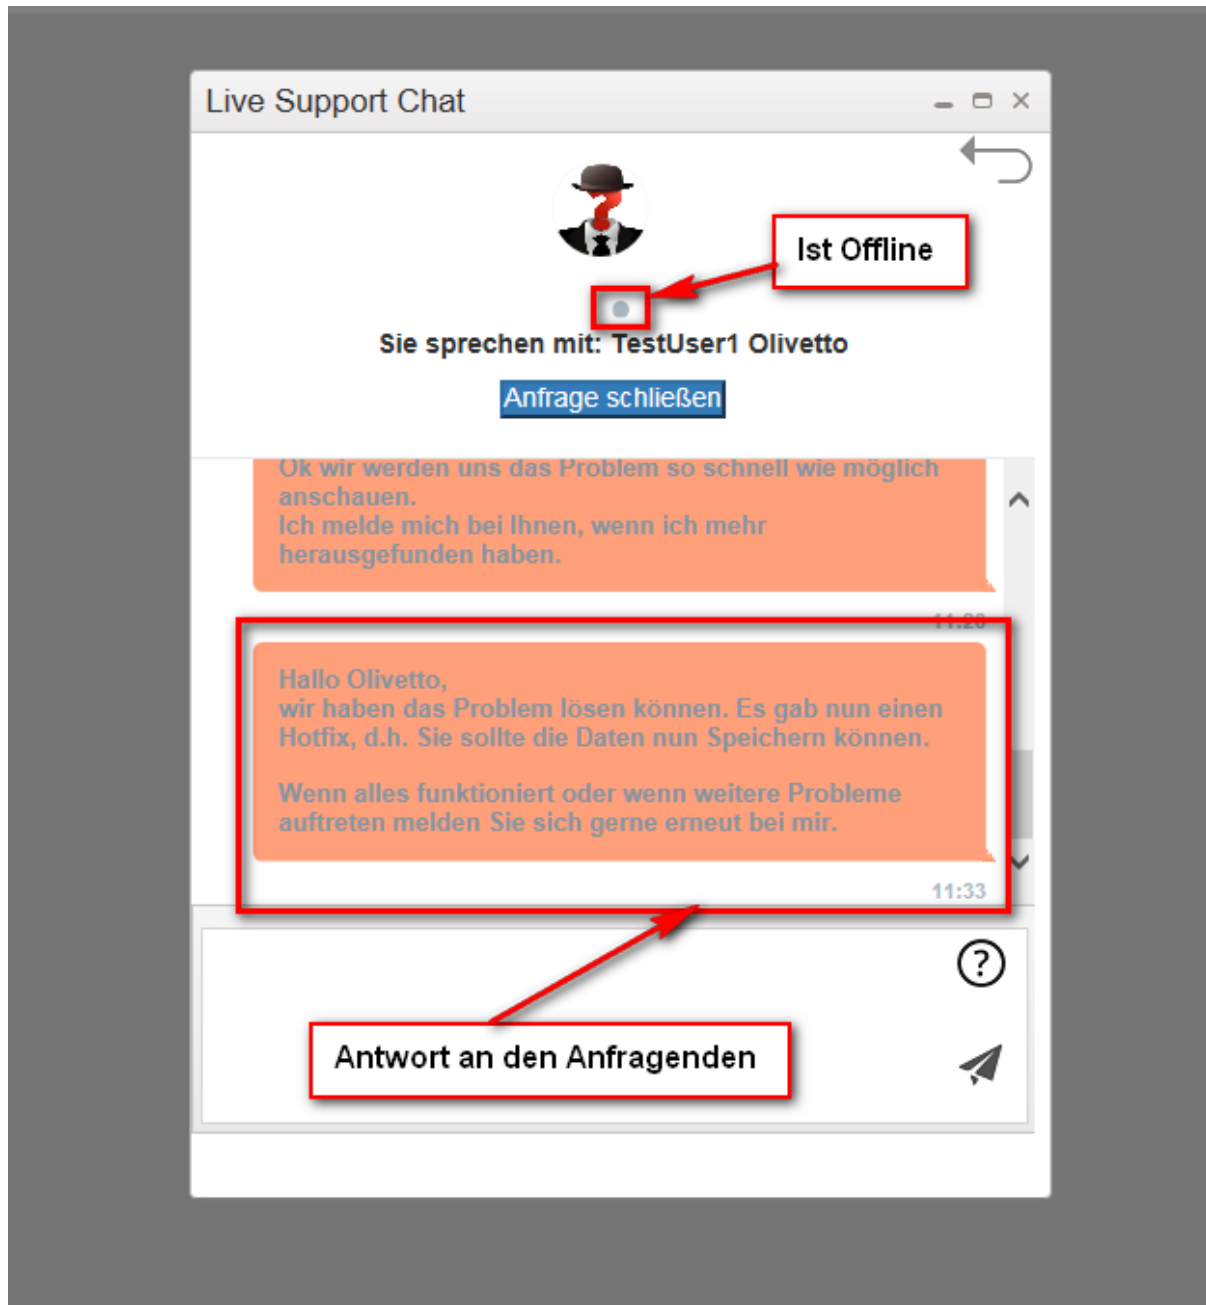 Live Support Chat
Ist Offline
Sie sprechen mit: TestUser1 Olivetto
Anfrage schließen
Ok wir werden uns das Problem so schnell wie möglich
anschauen.
Ich melde mich bei Ihnen, wenn ich mehr
herausgefunden haben.
11:20
Hallo Olivetto,
wir haben das Problem lösen können. Es gab nun einen
Hotfix, d.h. Sie sollte die Daten nun Speichern können.
Wenn alles funktioniert oder wenn weitere Probleme
auftreten melden Sie sich gerne erneut bei mir.
11:33
?
Antwort an den Anfragenden